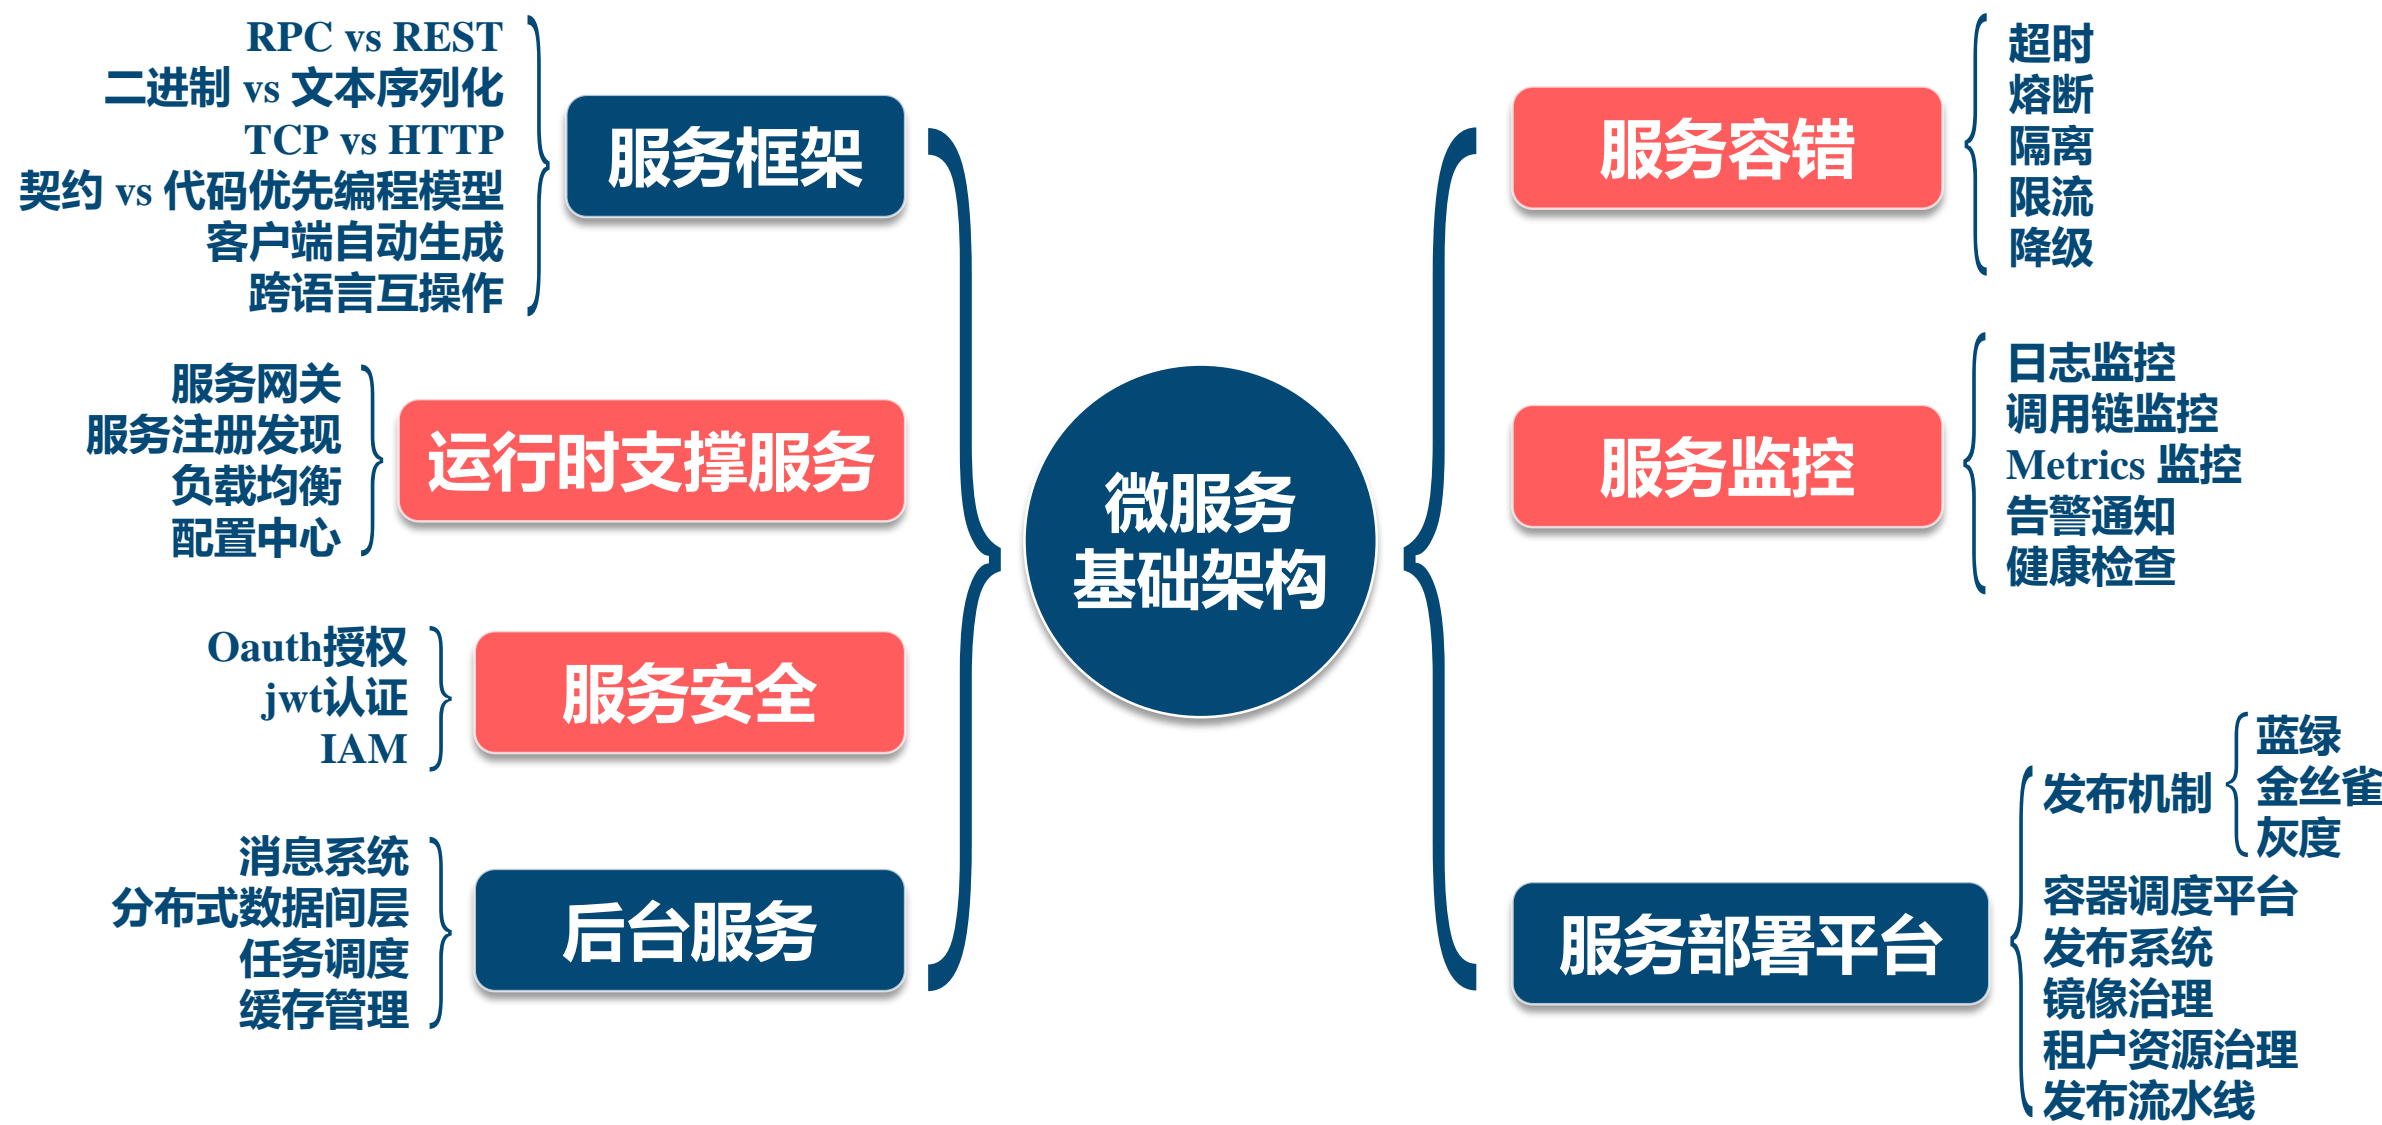 RPC vs REST
二进制 vs 文本序列化
TCP vs HTTP
契约 vs 代码优先编程模型
客户端自动生成
跨语言互操作
服务框架
服务网关
服务注册发现
负载均衡
配置中心
运行时支撑服务
Oauth授权
jwt认证
IAM
服务安全
消息系统
分布式数据间层
任务调度
缓存管理
后台服务
微服务
基础架构
服务容错
超时
熔断
隔离
限流
降级
服务监控
日志监控
调用链监控
Metrics 监控
告警通知
健康检查
服务部署平台
发布机制
蓝绿
金丝雀
灰度
容器调度平台
发布系统
镜像治理
租户资源治理
发布流水线